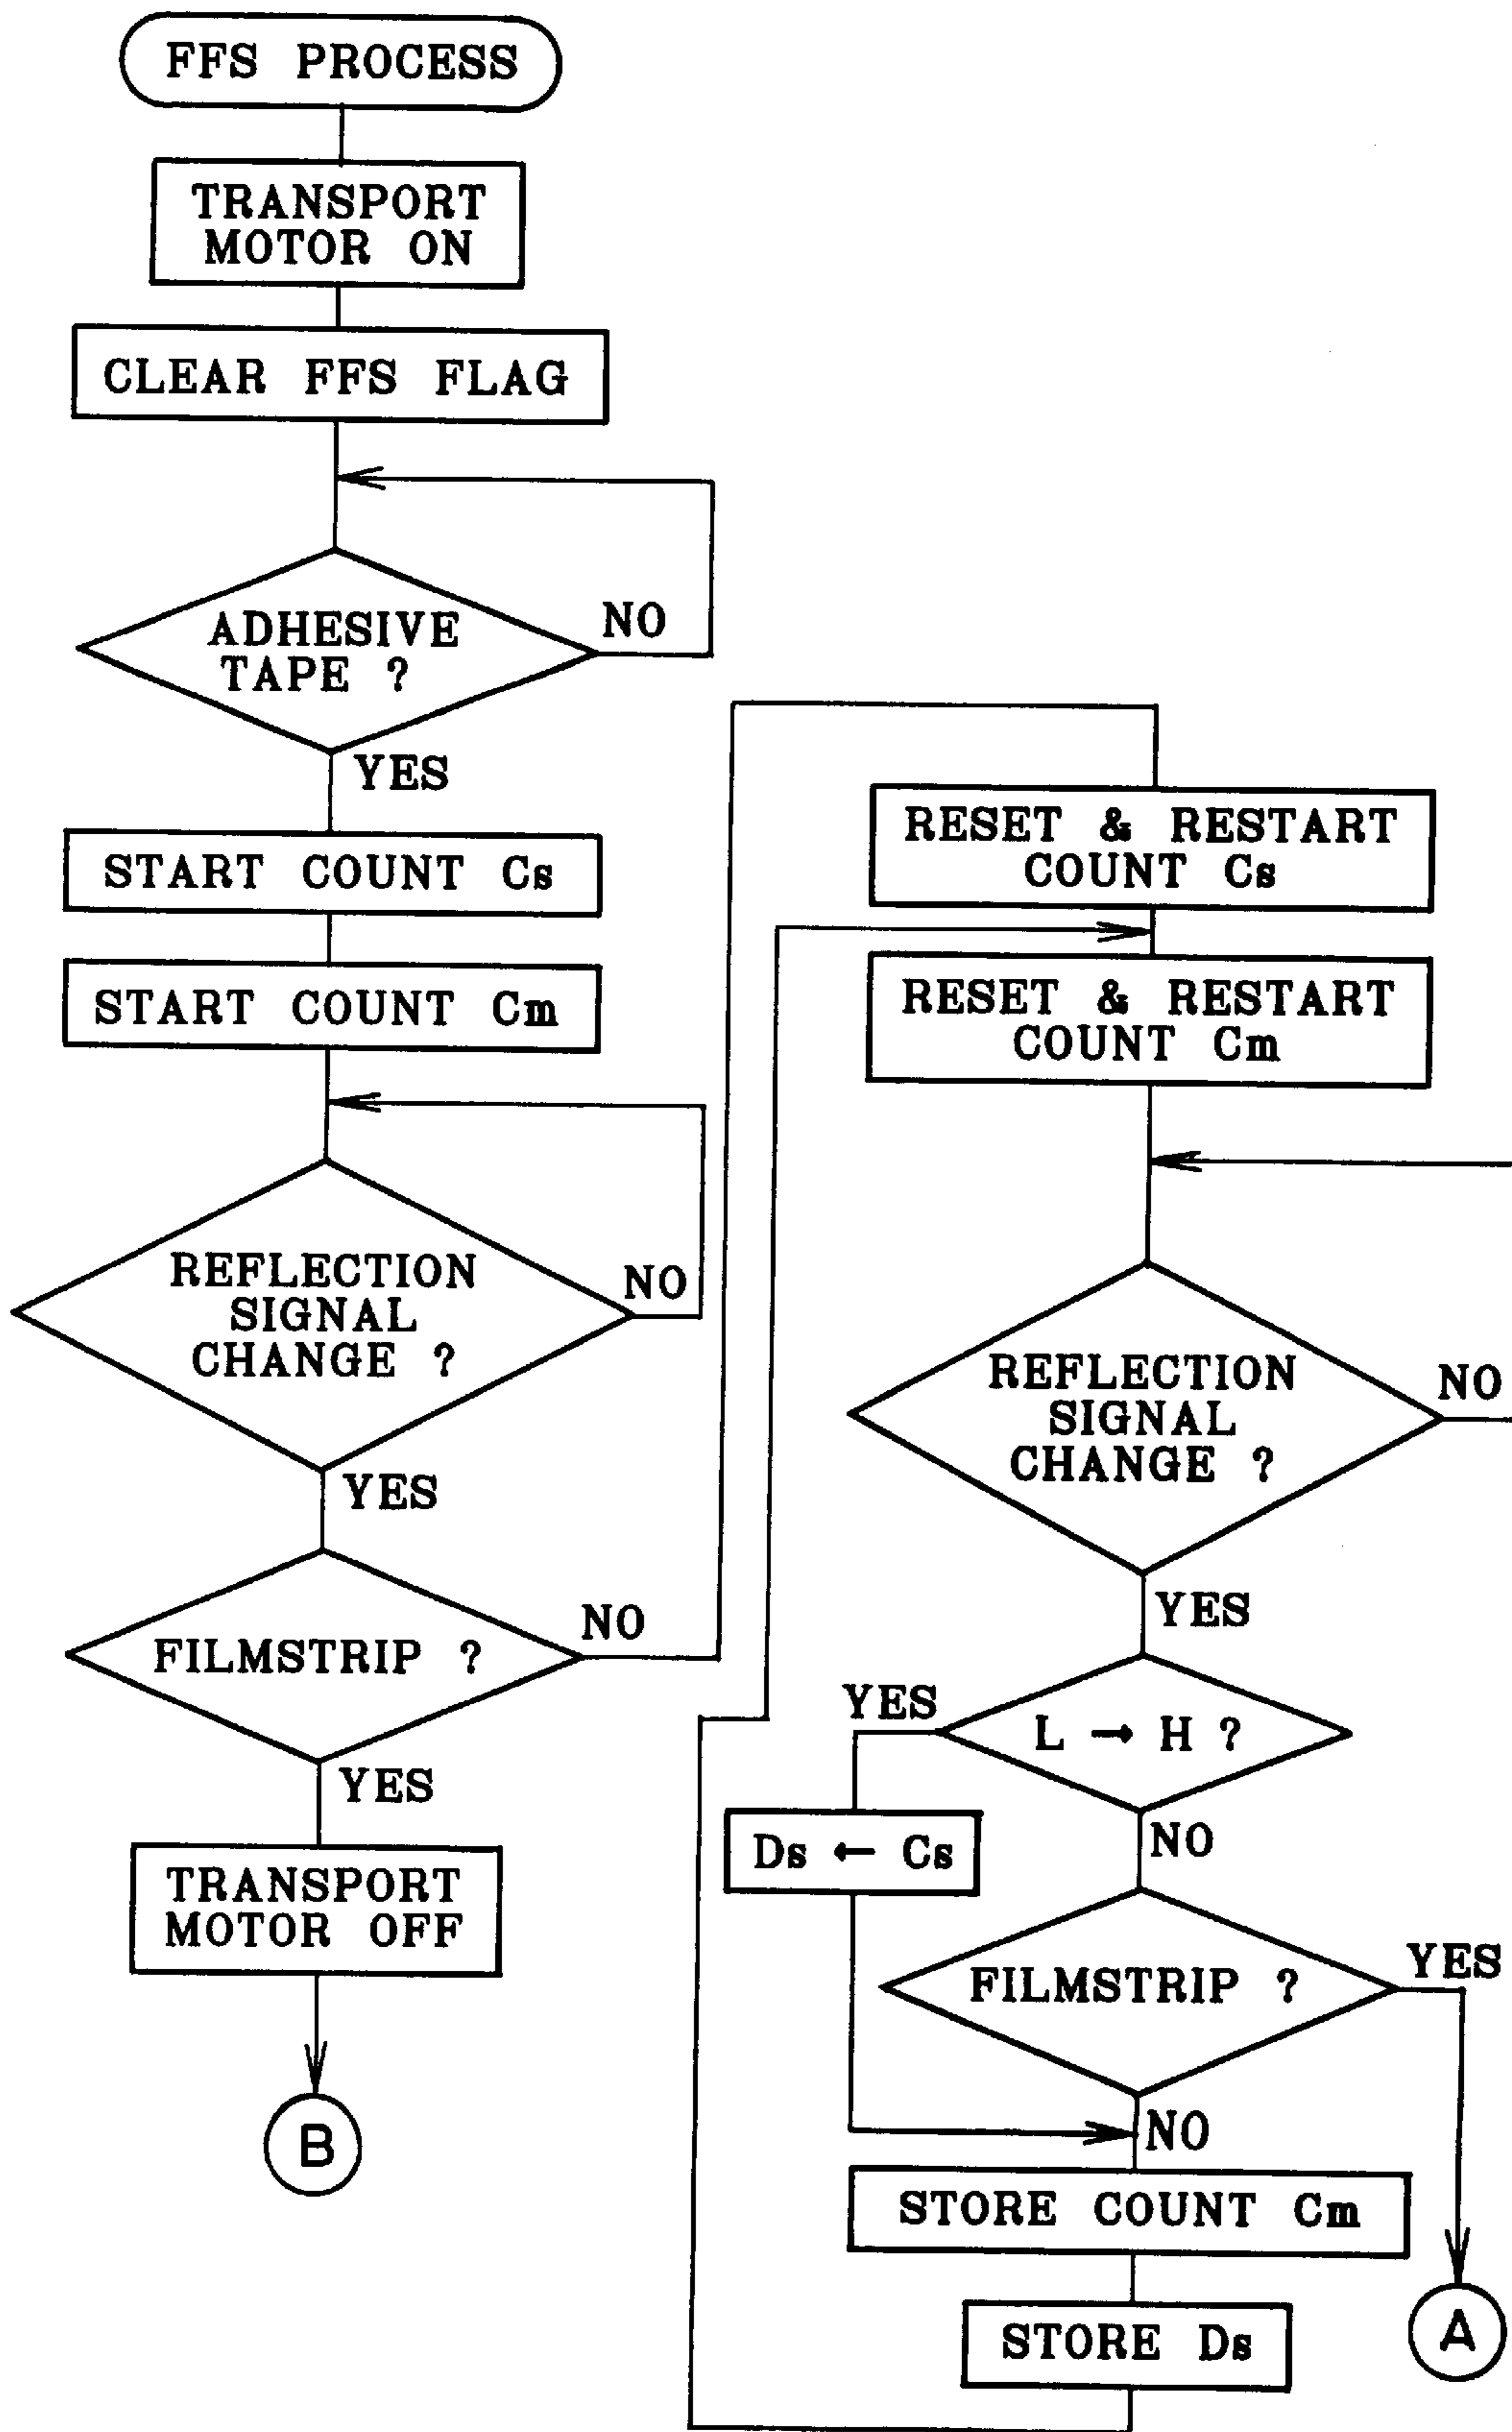 FFS PROCESS
TRANSPORT
MOTOR ON
CLEAR FFS FLAG
ADHESIVE
TAPE ?
NO
YES
START COUNT Cs
START COUNT Cm
REFLECTION
SIGNAL
CHANGE ?
NO
YES
FILMSTRIP ?
NO
YES
TRANSPORT
MOTOR OFF
B
RESET & RESTART
COUNT Cs
RESET & RESTART
COUNT Cm
REFLECTION
SIGNAL
CHANGE ?
NO
YES
L → H ?
YES
NO
Ds ← Cs
FILMSTRIP ?
YES
NO
STORE COUNT Cm
STORE Ds
A